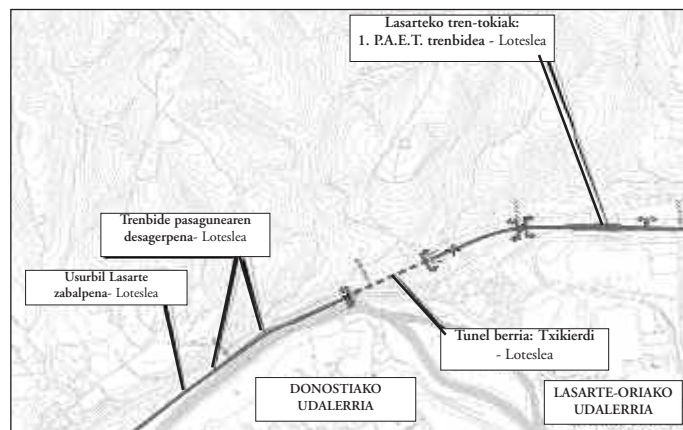 Lasarteko tren-tokiak:
1. P.A.E.T. trenbidea - Loteslea
Trenbide pasagunearen
desagerpena- Loteslea
Usurbil Lasarte
zabalpena- Loteslea
Tunel berria: Txikierdi
- Loteslea
DONOSTIAKO
UDALERRIA
LASARTE-ORIAKO
UDALERRIA